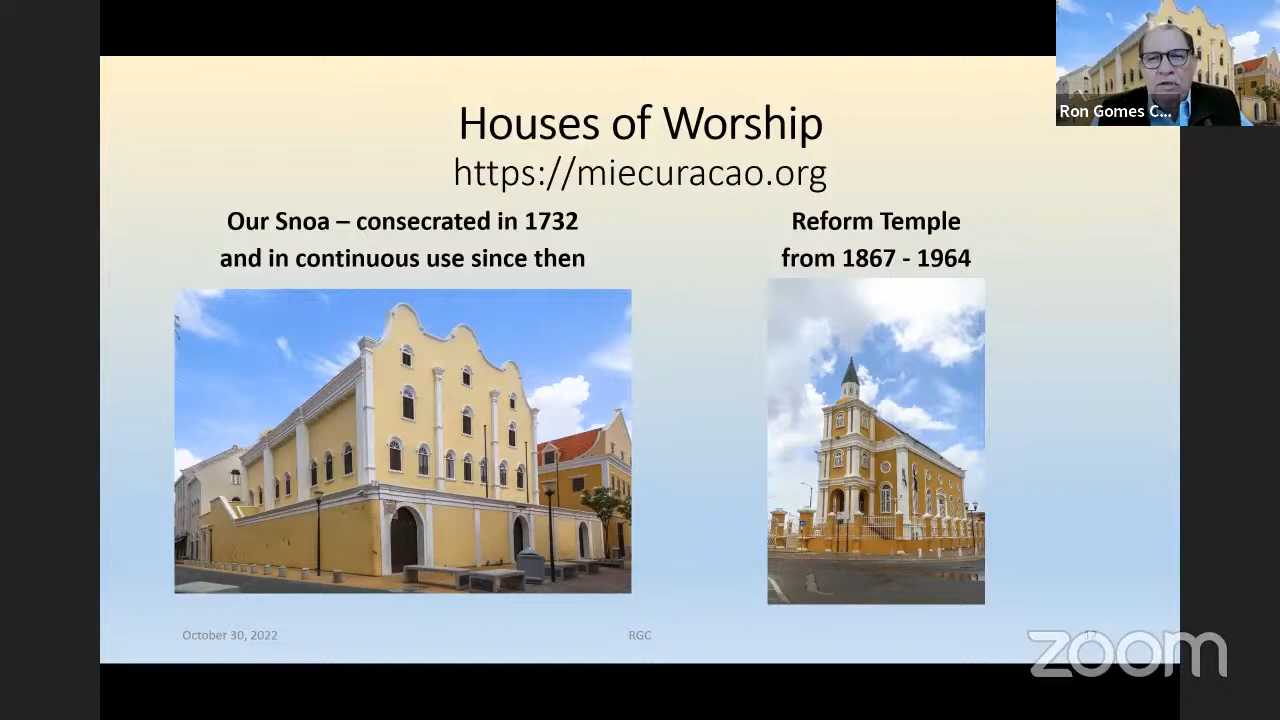 Ron Gomes C...
Houses of Worship
https://miecuracao.org
Our Snoa – consecrated in 1732
and in continuous use since then
Reform Temple
from 1867 - 1964
October 30, 2022
RGC
zoom